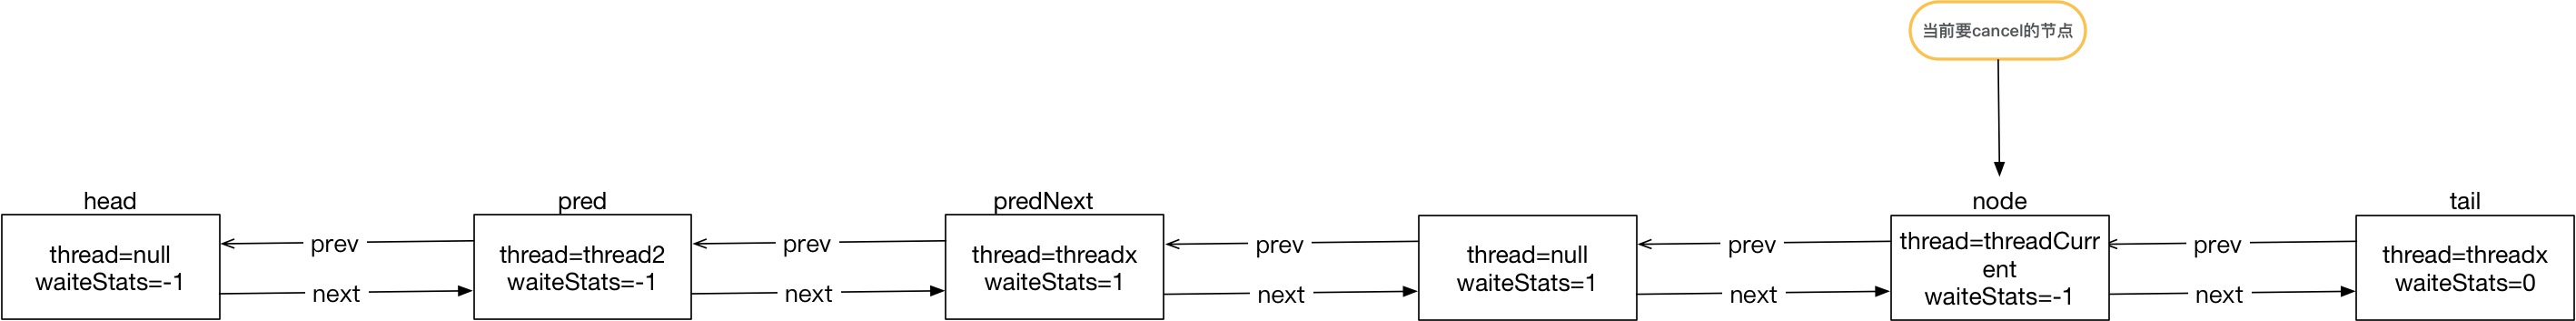 当前要cancel的节点
head
pred
predNext
node
tail
thread=null
waiteStats=-1
prev
next
thread=thread2
waiteStats=-1
prev
next
thread=threadx
waiteStats=1
prev
next
thread=null
waiteStats=1
prev
next
thread=threadCurr
ent
waiteStats=-1
prev
next
thread=threadx
waiteStats=0